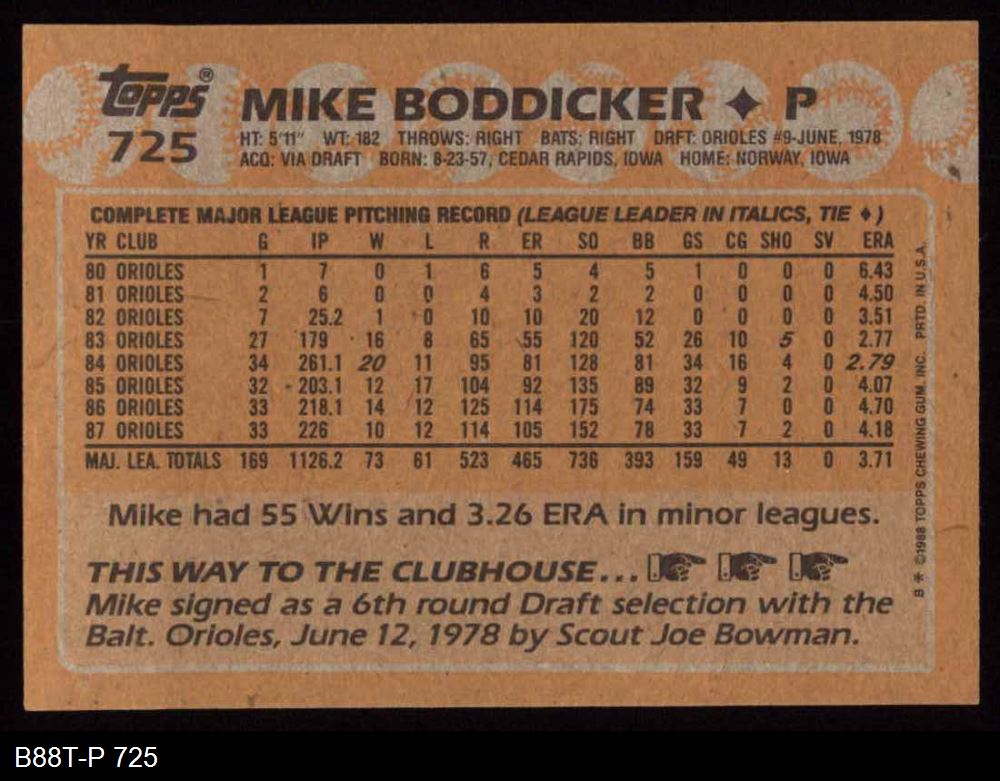 topps®
725
MIKE BODDICKER ✦ P
HT: 5'11" WT: 182 THROWS: RIGHT BATS: RIGHT DRFT: ORIOLES #9-JUNE, 1978
ACQ: VIA DRAFT BORN: 8-23-57, CEDAR RAPIDS, IOWA HOME: NORWAY, IOWA
COMPLETE MAJOR LEAGUE PITCHING RECORD (LEAGUE LEADER IN ITALICS, TIE ♦)
YR CLUB G IP W L R ER SO BB GS CG SHO SV ERA
80 ORIOLES 1 7 0 1 6 5 4 5 1 0 0 0 6.43
81 ORIOLES 2 6 0 0 4 3 2 2 0 0 0 0 4.50
82 ORIOLES 7 25.2 1 0 10 10 20 12 0 0 0 0 3.51
83 ORIOLES 27 179 16 8 65 55 120 52 26 10 5 0 2.77
84 ORIOLES 34 261.1 20 11 95 81 128 81 34 16 4 0 2.79
85 ORIOLES 32 203.1 12 17 104 92 135 89 32 9 2 0 4.07
86 ORIOLES 33 218.1 14 12 125 114 175 74 33 7 0 0 4.70
87 ORIOLES 33 226 10 12 114 105 152 78 33 7 2 0 4.18
MAJ. LEA. TOTALS 169 1126.2 73 61 523 465 736 393 159 49 13 0 3.71
Mike had 55 Wins and 3.26 ERA in minor leagues.
THIS WAY TO THE CLUBHOUSE...
Mike signed as a 6th round Draft selection with the
Balt. Orioles, June 12, 1978 by Scout Joe Bowman.
B * ©1988 TOPPS CHEWING GUM, INC. PRTD. IN U.S.A.
B88T-P 725